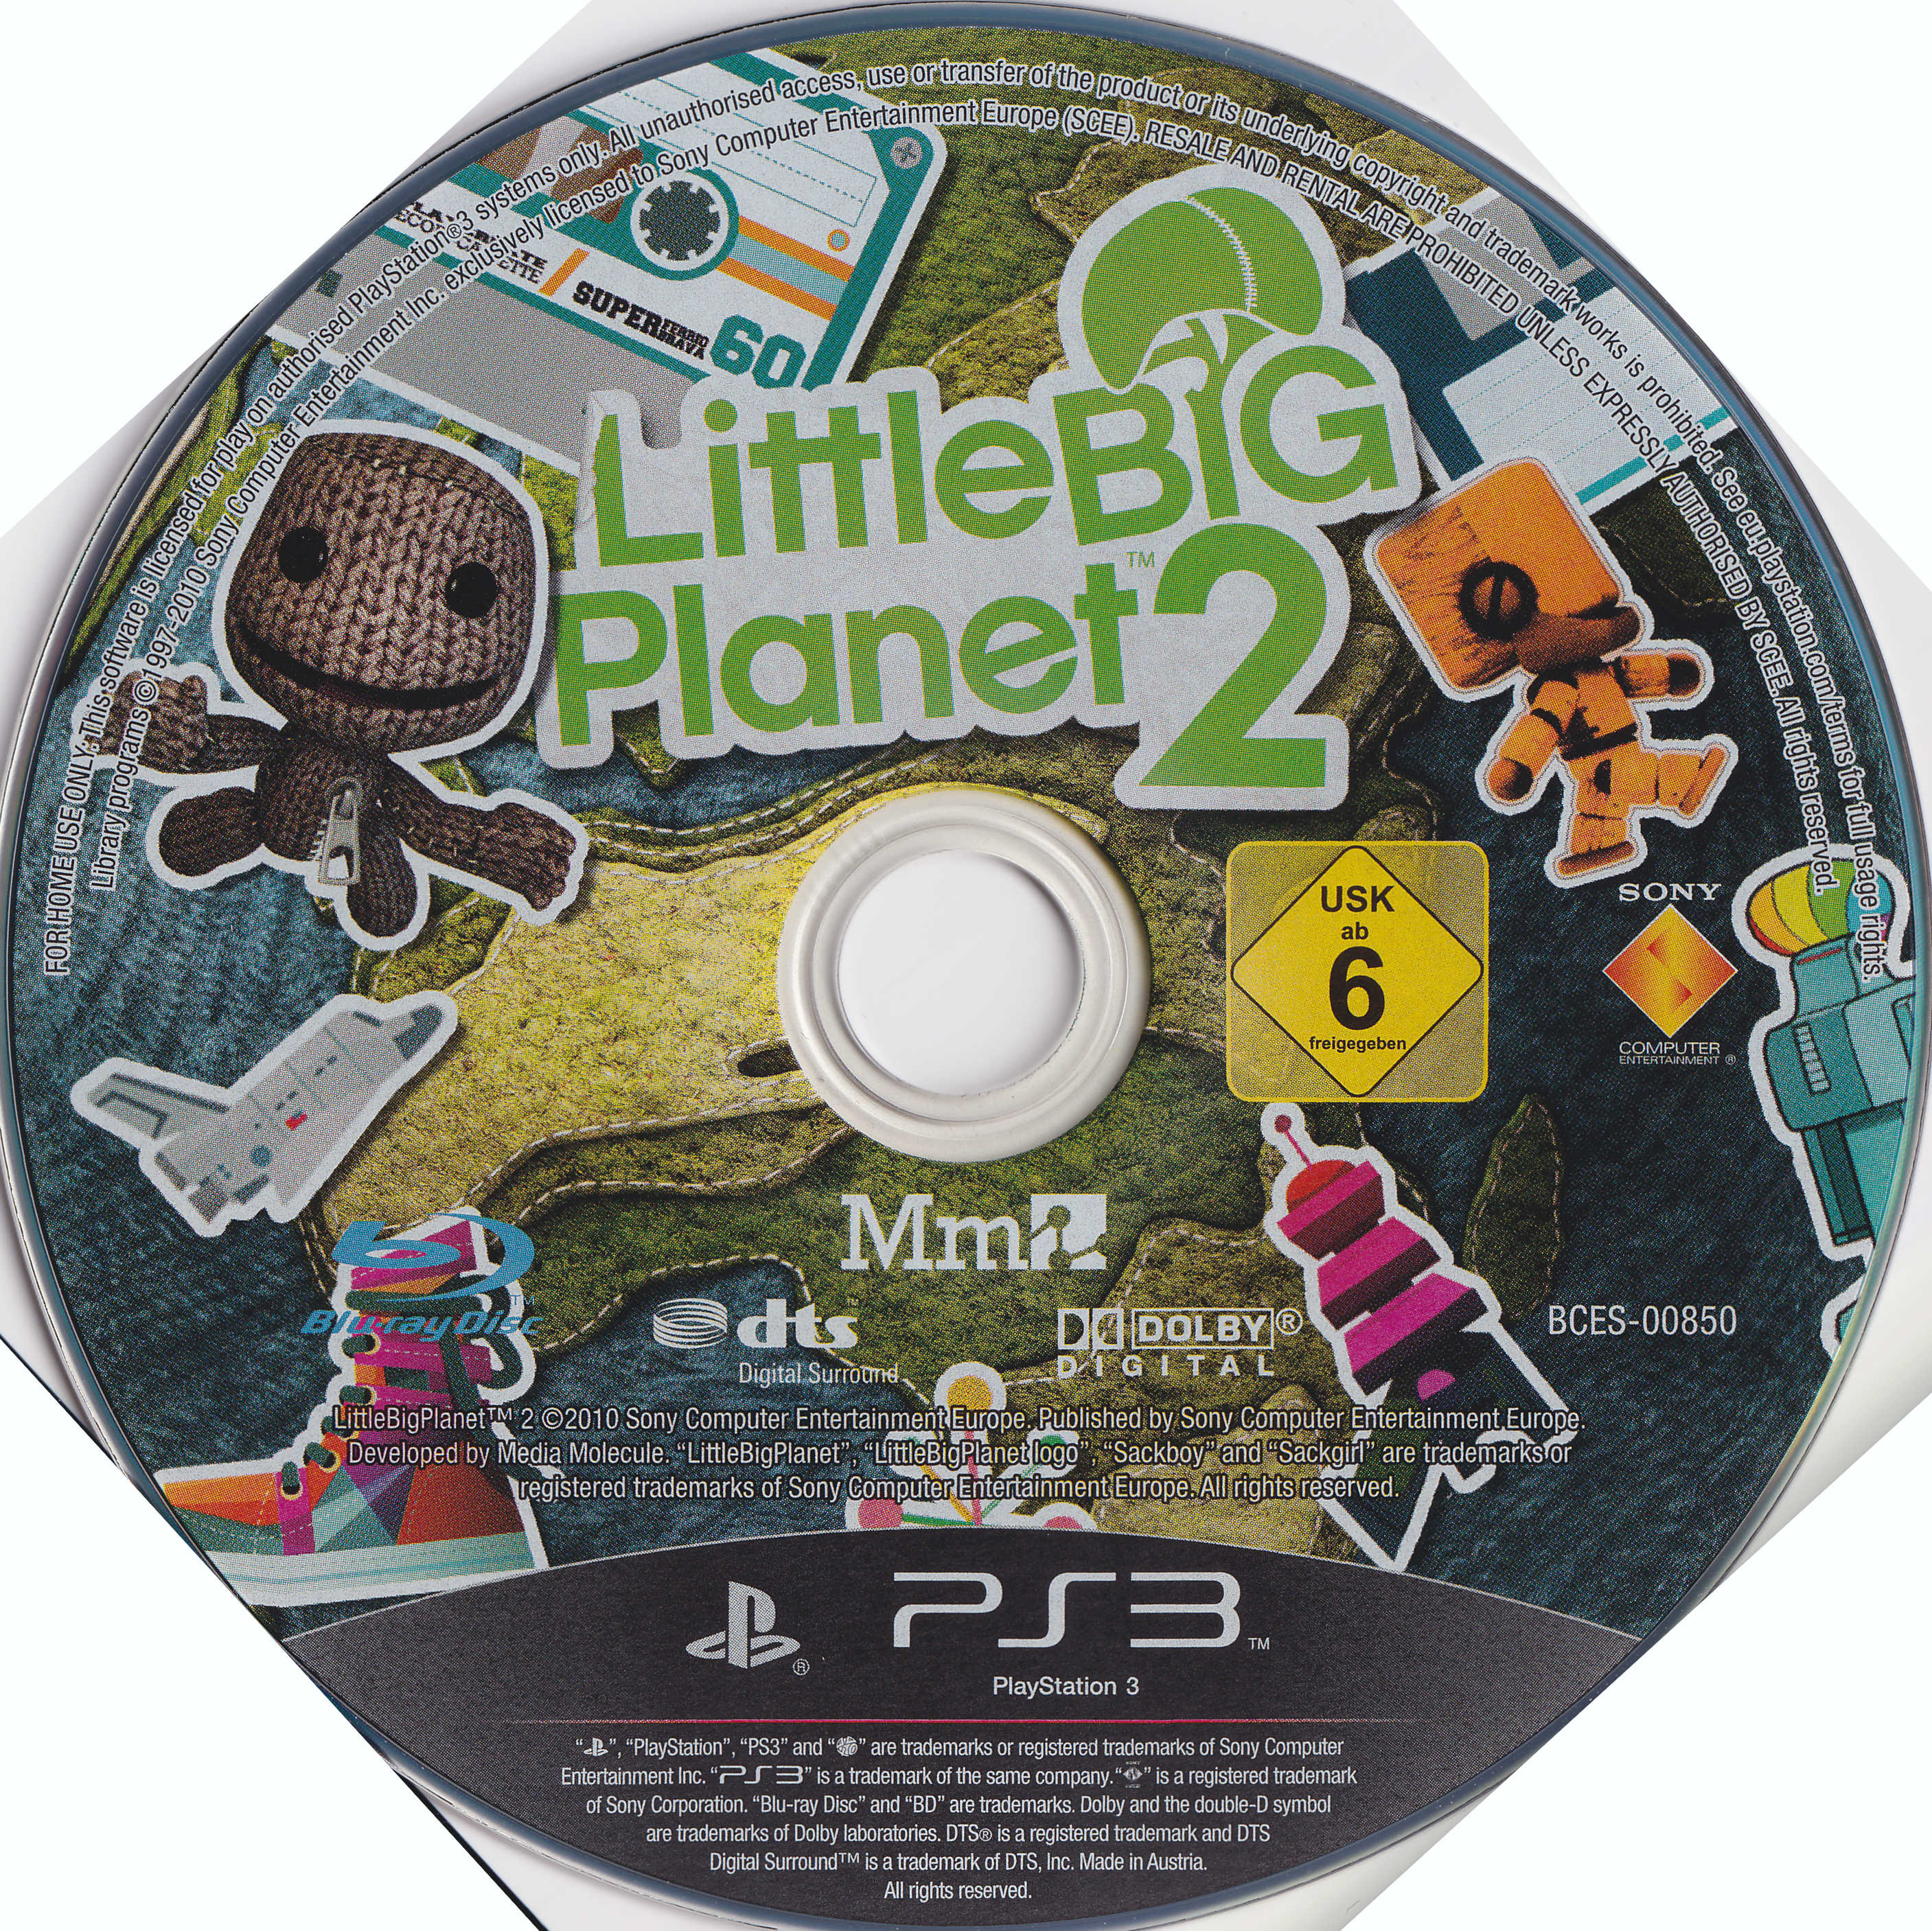 FOR HOME USE ONLY. This software is licensed for play on authorised PlayStation®3 systems only. All unauthorised access, use or transfer of the product or its underlying copyright and trademark works is prohibited. See eu.playstation.com/terms for full usage rights.
Library programs ©1997-2010 Sony Computer Entertainment Inc. exclusively licensed to Sony Computer Entertainment Europe (SCEE). RESALE AND RENTAL ARE PROHIBITED UNLESS EXPRESSLY AUTHORISED BY SCEE. All rights reserved.
SUPER FERRO
60
LittleBIG
Planet™ 2
USK
ab
6
freigegeben
SONY
COMPUTER
ENTERTAINMENT ®
Mm
Blu-ray Disc™
dts™
Digital Surround
DOLBY®
DIGITAL
BCES-00850
LittleBigPlanet™ 2 ©2010 Sony Computer Entertainment Europe. Published by Sony Computer Entertainment Europe.
Developed by Media Molecule. “LittleBigPlanet”, “LittleBigPlanet logo”, “Sackboy” and “Sackgirl” are trademarks or
registered trademarks of Sony Computer Entertainment Europe. All rights reserved.
® PS3™
PlayStation 3
“ ”, “PlayStation”, “PS3” and “ ” are trademarks or registered trademarks of Sony Computer
Entertainment Inc. “PS3” is a trademark of the same company. “ ” is a registered trademark
of Sony Corporation. “Blu-ray Disc” and “BD” are trademarks. Dolby and the double-D symbol
are trademarks of Dolby laboratories. DTS® is a registered trademark and DTS
Digital Surround™ is a trademark of DTS, Inc. Made in Austria.
All rights reserved.